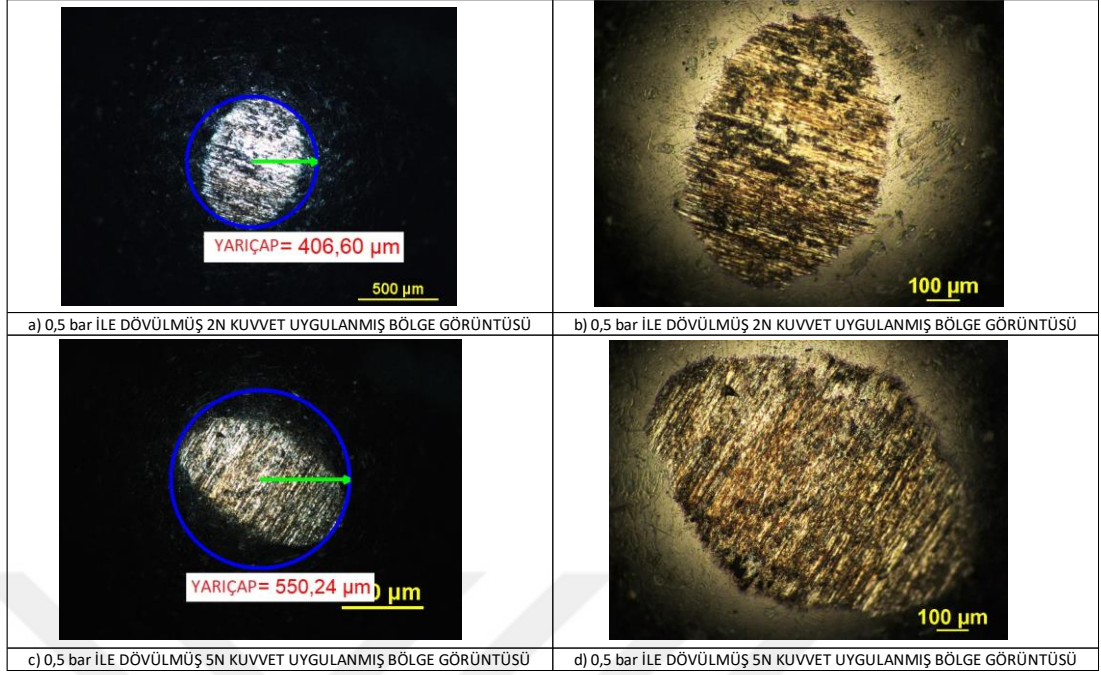 YARIÇAP= 406,60 µm
500 µm
100 µm
a) 0,5 bar İLE DÖVÜLMÜŞ 2N KUVVET UYGULANMIŞ BÖLGE GÖRÜNTÜSÜ
b) 0,5 bar İLE DÖVÜLMÜŞ 2N KUVVET UYGULANMIŞ BÖLGE GÖRÜNTÜSÜ
YARIÇAP= 550,24 µm
µm
100 µm
c) 0,5 bar İLE DÖVÜLMÜŞ 5N KUVVET UYGULANMIŞ BÖLGE GÖRÜNTÜSÜ
d) 0,5 bar İLE DÖVÜLMÜŞ 5N KUVVET UYGULANMIŞ BÖLGE GÖRÜNTÜSÜ